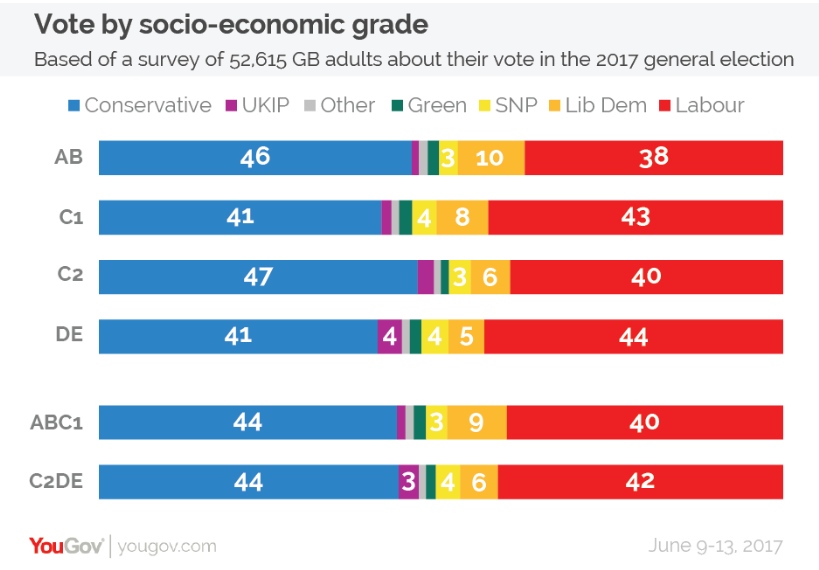 Vote by socio-economic grade
Based of a survey of 52,615 GB adults about their vote in the 2017 general election
Conservative UKIP Other Green SNP Lib Dem Labour
AB 46 3 10 38
C1 41 4 8 43
C2 47 3 6 40
DE 41 4 4 5 44
ABC1 44 3 9 40
C2DE 44 3 4 6 42
YouGov yougov.com June 9-13, 2017